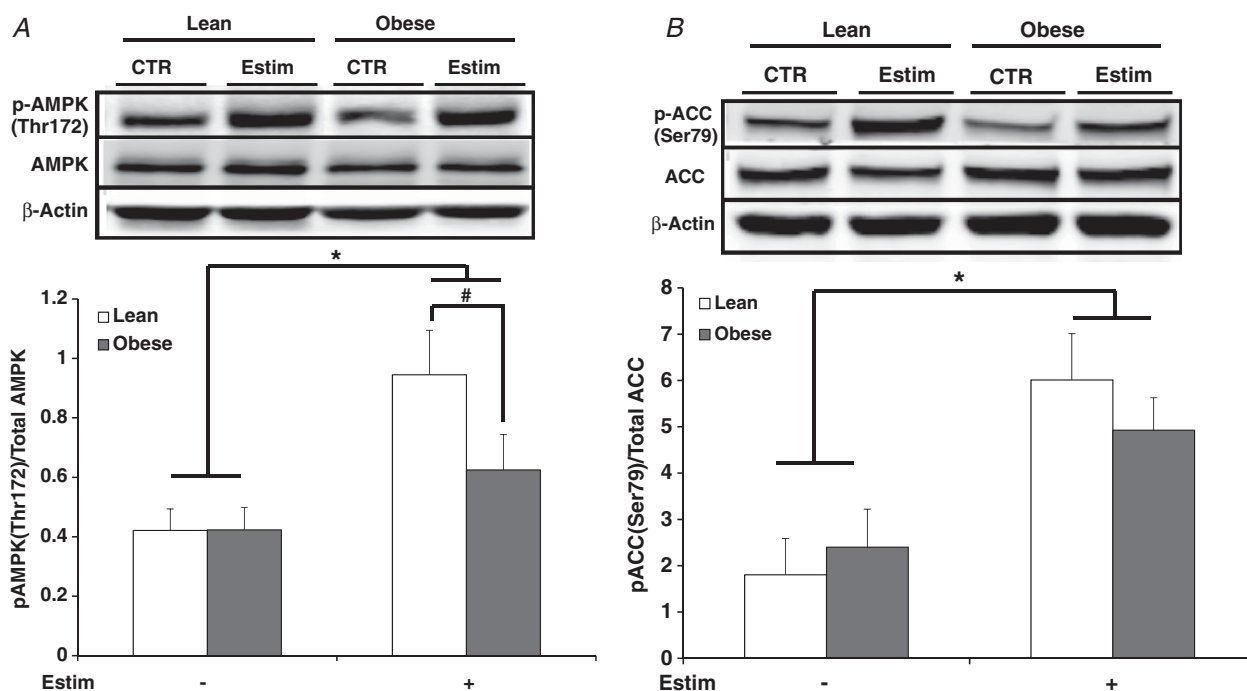 A
Lean Obese
CTR Estim CTR Estim
p-AMPK
(Thr172)
AMPK
β-Actin
*
#
1.2
1
0.8
0.6
0.4
0.2
0
Lean
Obese
pAMPK(Thr172)/Total AMPK
Estim - +
B
Lean Obese
CTR Estim CTR Estim
p-ACC
(Ser79)
ACC
β-Actin
*
8
7
6
5
4
3
2
1
0
Lean
Obese
pACC(Ser79)/Total ACC
Estim - +